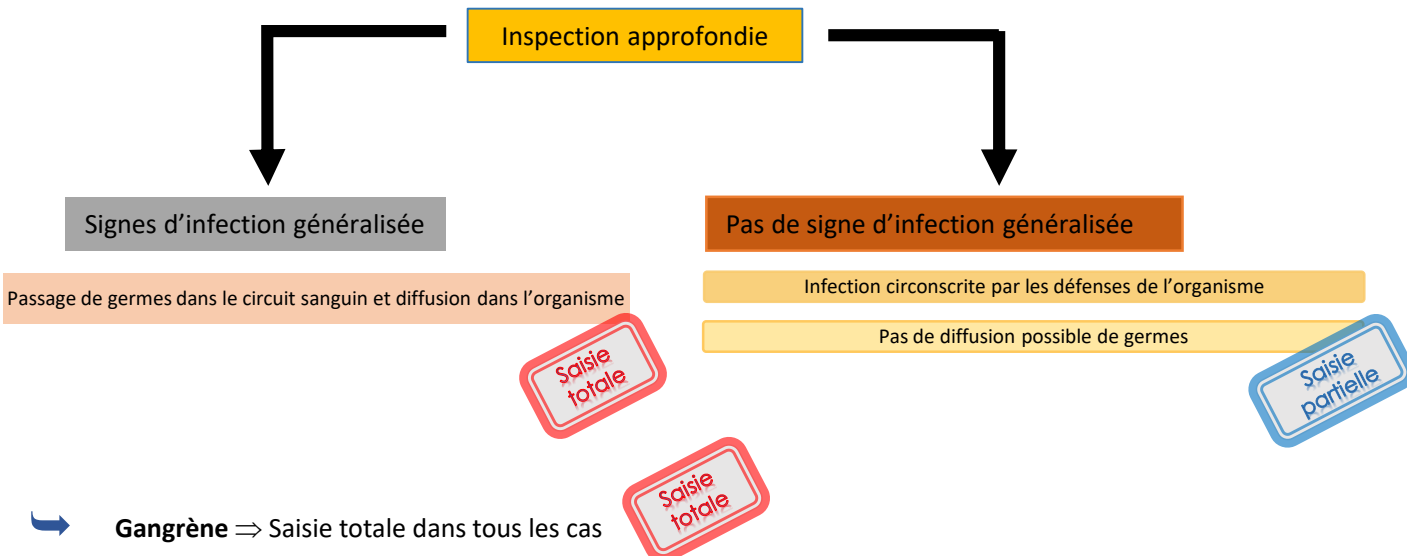 Inspection approfondie
Signes d’infection généralisée
Pas de signe d’infection généralisée
Passage de germes dans le circuit sanguin et diffusion dans l’organisme
Infection circonscrite par les défenses de l’organisme
Pas de diffusion possible de germes
Saisie
totale
Saisie
partielle
Saisie
totale
Gangrène ⇒ Saisie totale dans tous les cas